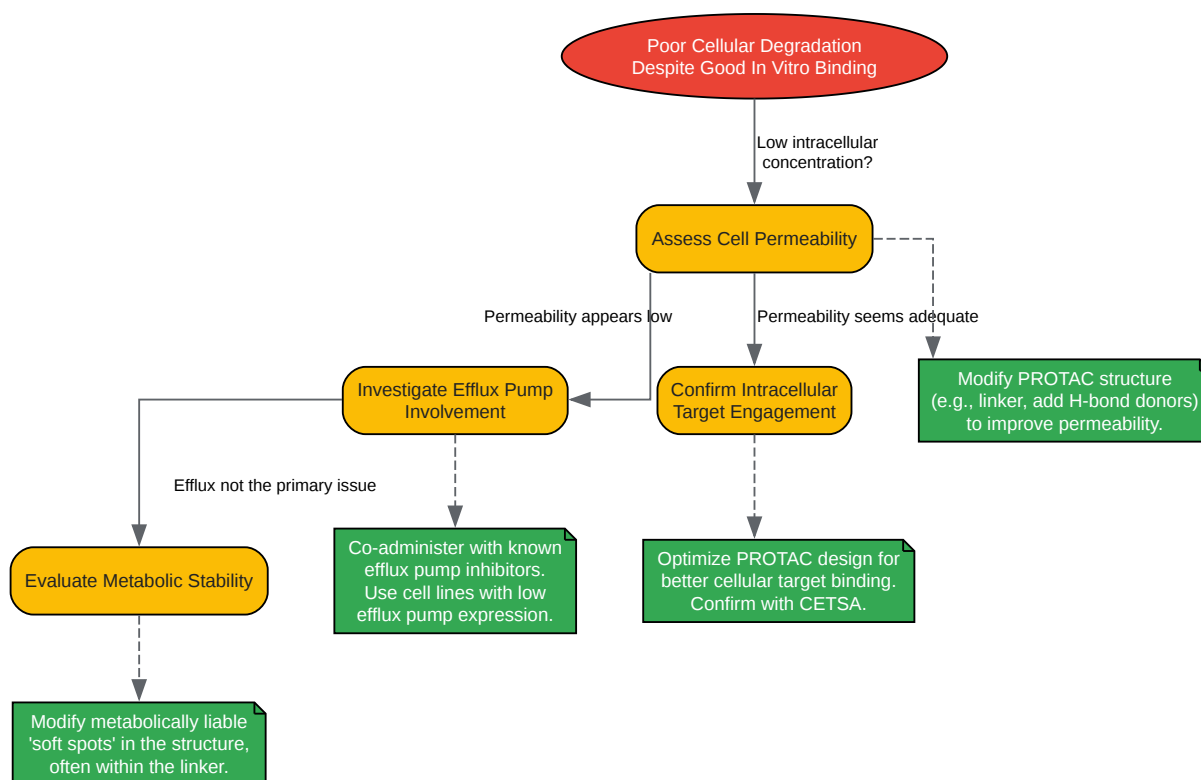 Poor Cellular Degradation
Despite Good In Vitro Binding
Low intracellular
concentration?
Assess Cell Permeability
Permeability appears low
Permeability seems adequate
Investigate Efflux Pump
Involvement
Confirm Intracellular
Target Engagement
Modify PROTAC structure
(e.g., linker, add H-bond donors)
to improve permeability.
Efflux not the primary issue
Evaluate Metabolic Stability
Co-administer with known
efflux pump inhibitors.
Use cell lines with low
efflux pump expression.
Optimize PROTAC design for
better cellular target binding.
Confirm with CETSA.
Modify metabolically liable
'soft spots' in the structure,
often within the linker.